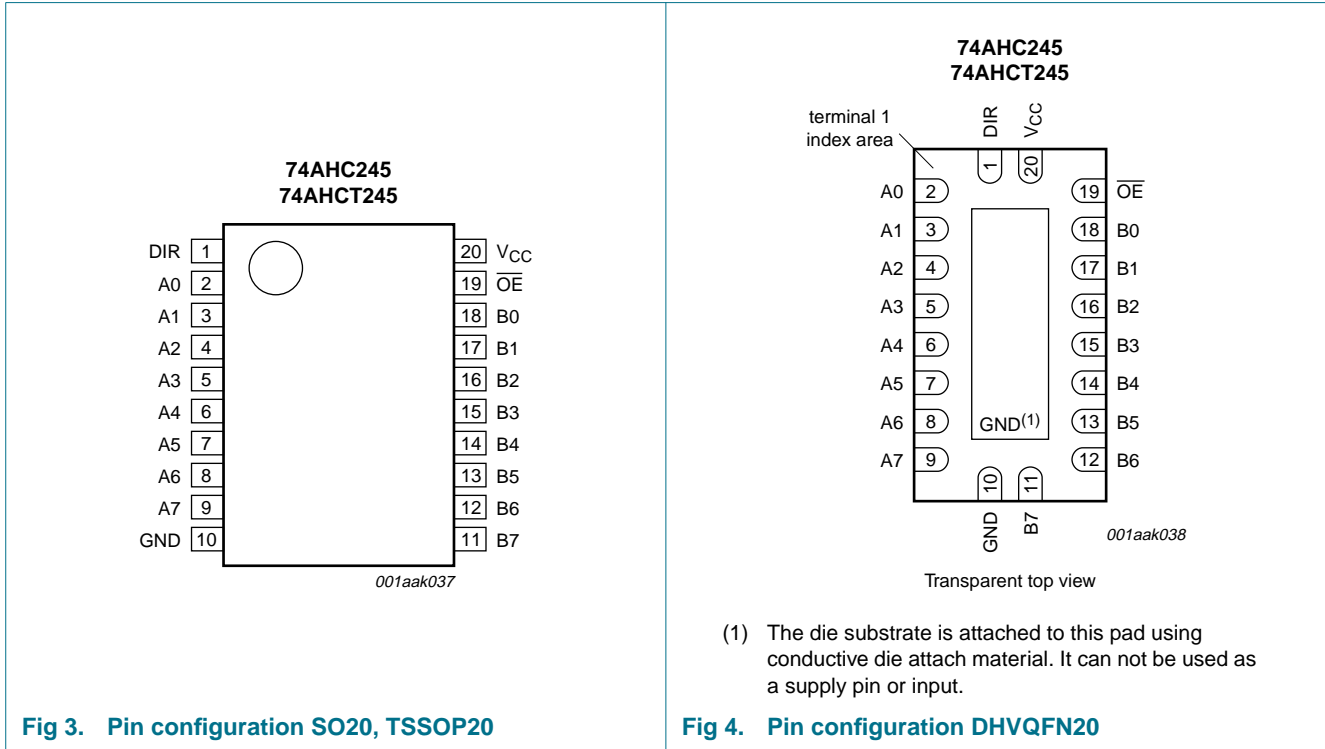 74AHC245
74AHCT245
DIR 1 20 VCC
A0 2 19 OE
A1 3 18 B0
A2 4 17 B1
A3 5 16 B2
A4 6 15 B3
A5 7 14 B4
A6 8 13 B5
A7 9 12 B6
GND 10 11 B7
001aak037
Fig 3. Pin configuration SO20, TSSOP20
74AHC245
74AHCT245
terminal 1
index area
DIR VCC
1 20
A0 2 19 OE
A1 3 18 B0
A2 4 17 B1
A3 5 16 B2
A4 6 15 B3
A5 7 14 B4
A6 8 GND(1) 13 B5
A7 9 12 B6
10 11
GND B7
001aak038
Transparent top view
(1) The die substrate is attached to this pad using
conductive die attach material. It can not be used as
a supply pin or input.
Fig 4. Pin configuration DHVQFN20